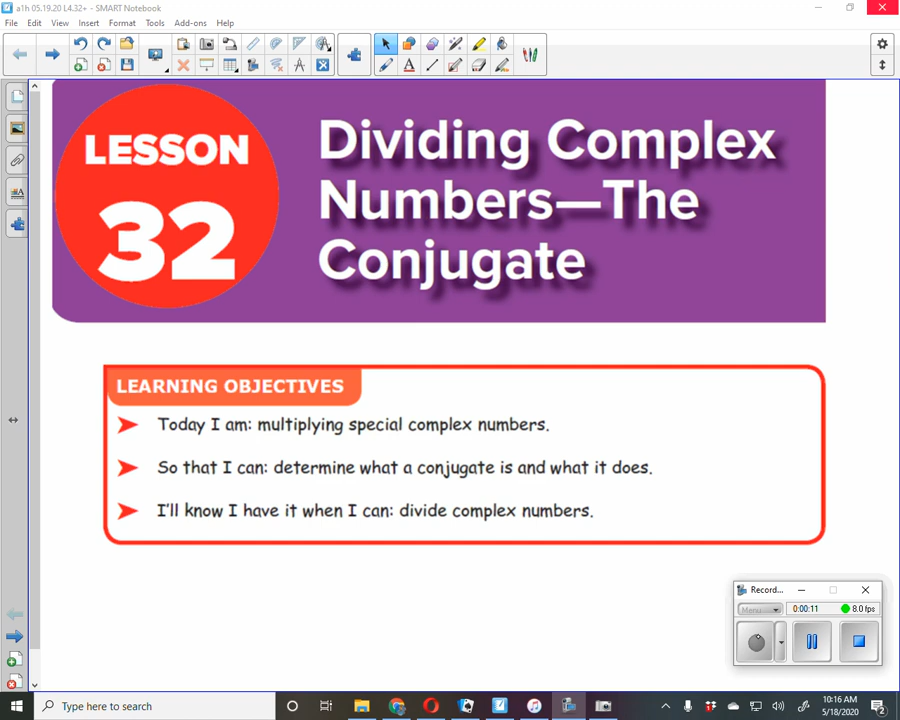 a1h 05.19.20 L4.32+ - SMART Notebook
File Edit View Insert Format Tools Add-ons Help
LESSON
32
Dividing Complex
Numbers—The
Conjugate
LEARNING OBJECTIVES
Today I am: multiplying special complex numbers.
So that I can: determine what a conjugate is and what it does.
I'll know I have it when I can: divide complex numbers.
Record...
Menu... 0:00:11 8.0 fps
Type here to search
10:16 AM
5/18/2020
2